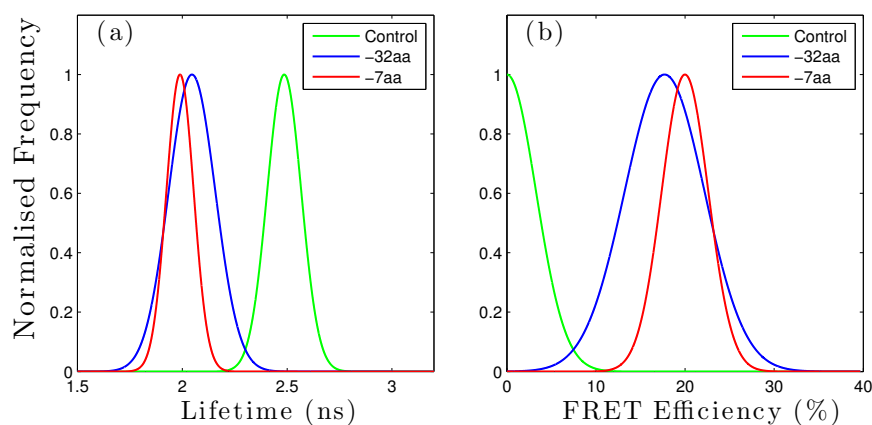 (a)
Control
−32aa
−7aa
Normalised Frequency
1
0.8
0.6
0.4
0.2
0
1.5 2 2.5 3
Lifetime (ns)
(b)
Control
−32aa
−7aa
1
0.8
0.6
0.4
0.2
0
0 10 20 30 40
FRET Efficiency (%)